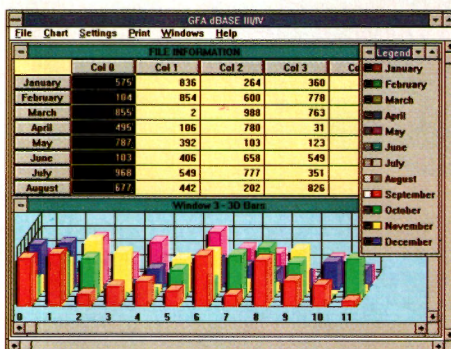 GFA dBASE III/IV
File Chart Settings Print Windows Help
FILE INFORMATION
Col 0 Col 1 Col 2 Col 3 Co
January 575 836 264 360
February 104 854 600 778
March 855 2 988 763
April 495 106 780 31
May 787 392 103 123
June 103 406 658 549
July 968 549 777 351
August 677 442 202 826
Legend
January
February
March
April
May
June
July
August
September
October
November
December
Window 3 - 3D Bars
0 1 2 3 4 5 6 7 8 9 10 11